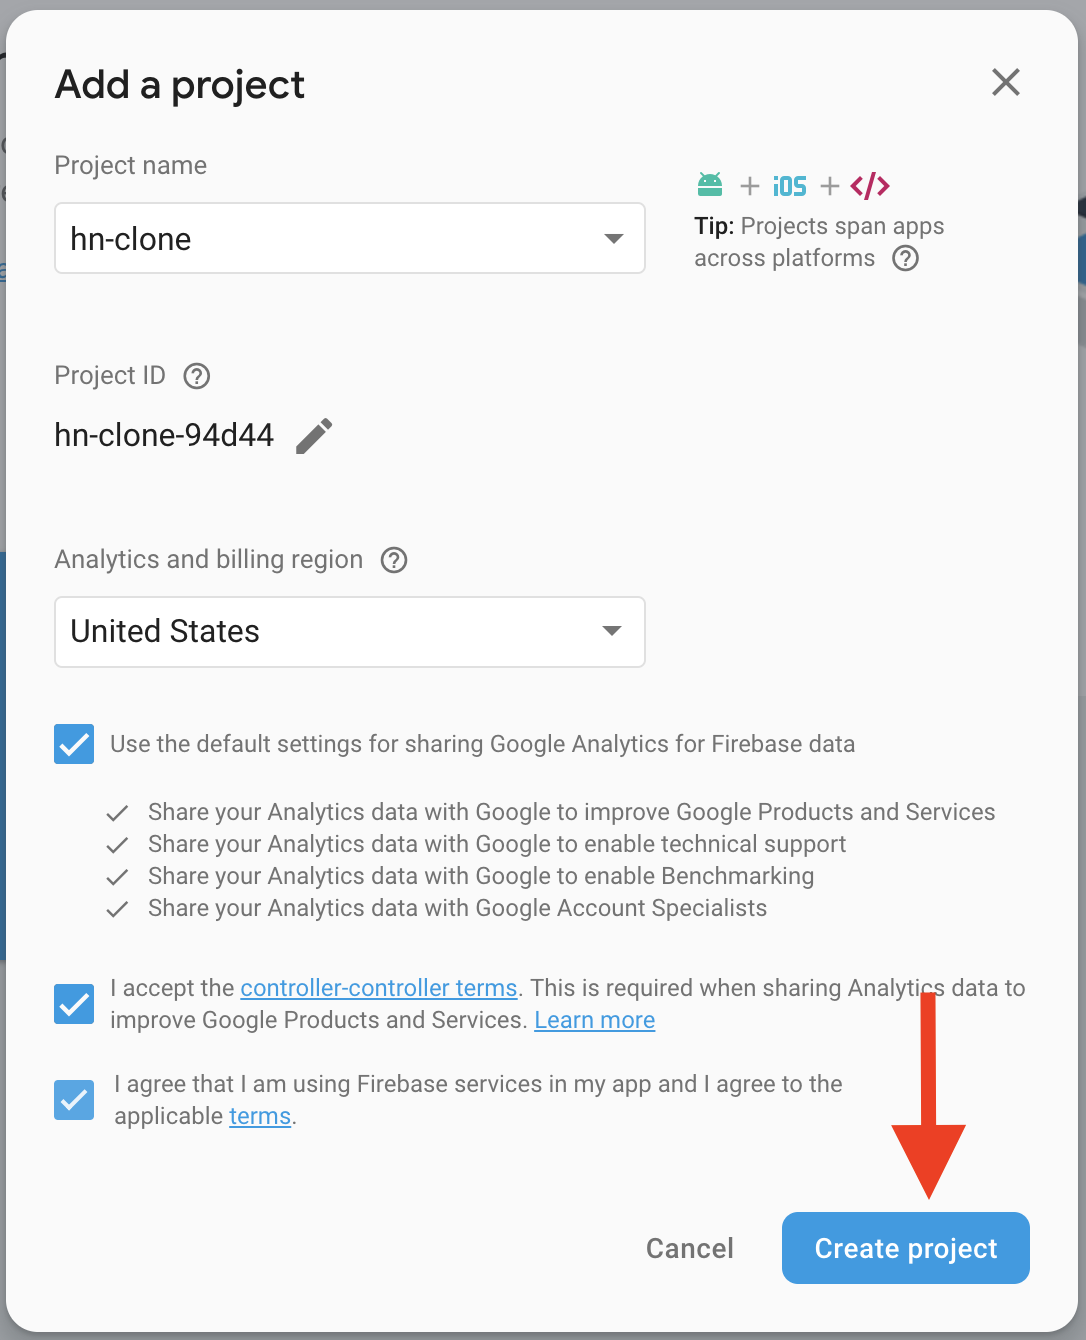 Add a project
Project name
hn-clone
+ iOS + </>
Tip: Projects span apps
across platforms ?
Project ID ?
hn-clone-94d44
Analytics and billing region ?
United States
Use the default settings for sharing Google Analytics for Firebase data
Share your Analytics data with Google to improve Google Products and Services
Share your Analytics data with Google to enable technical support
Share your Analytics data with Google to enable Benchmarking
Share your Analytics data with Google Account Specialists
I accept the controller-controller terms. This is required when sharing Analytics data to
improve Google Products and Services. Learn more
I agree that I am using Firebase services in my app and I agree to the
applicable terms.
Cancel
Create project